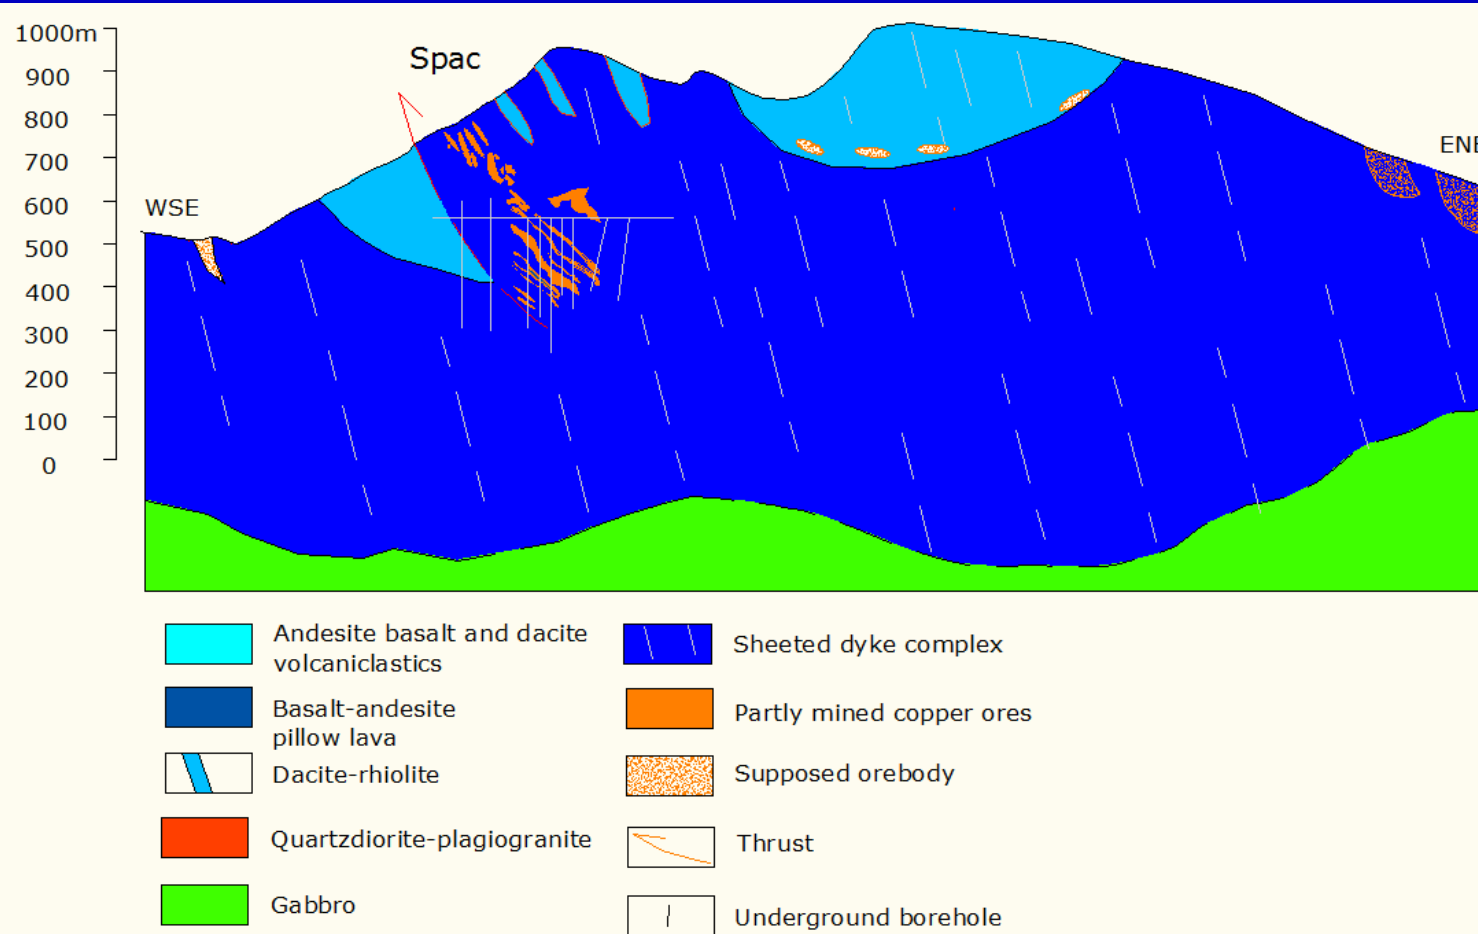 1000m
Spac
900
800
700
ENE
600
WSE
500
400
300
200
100
0
Andesite basalt and dacite
volcaniclastics
Sheeted dyke complex
Basalt-andesite
pillow lava
Partly mined copper ores
Dacite-rhiolite
Supposed orebody
Quartzdiorite-plagiogranite
Thrust
Gabbro
Underground borehole